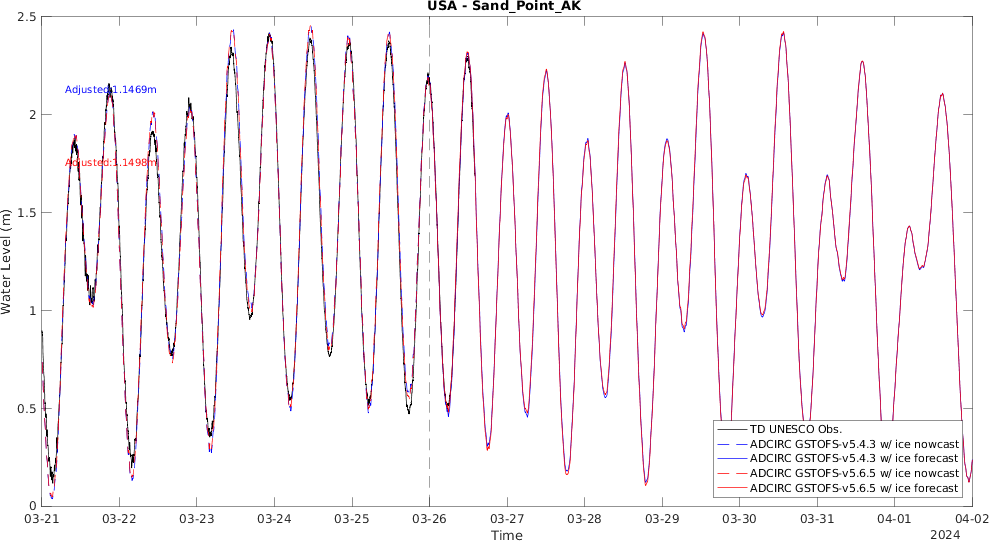 USA - Sand_Point_AK
2.5
2
1.5
1
0.5
0
Water Level (m)
Adjusted:1.1469m
Adjusted:1.1498m
TD UNESCO Obs.
ADCIRC GSTOFS-v5.4.3 w/ ice nowcast
ADCIRC GSTOFS-v5.4.3 w/ ice forecast
ADCIRC GSTOFS-v5.6.5 w/ ice nowcast
ADCIRC GSTOFS-v5.6.5 w/ ice forecast
03-21 03-22 03-23 03-24 03-25 03-26 03-27 03-28 03-29 03-30 03-31 04-01 04-02
Time
2024